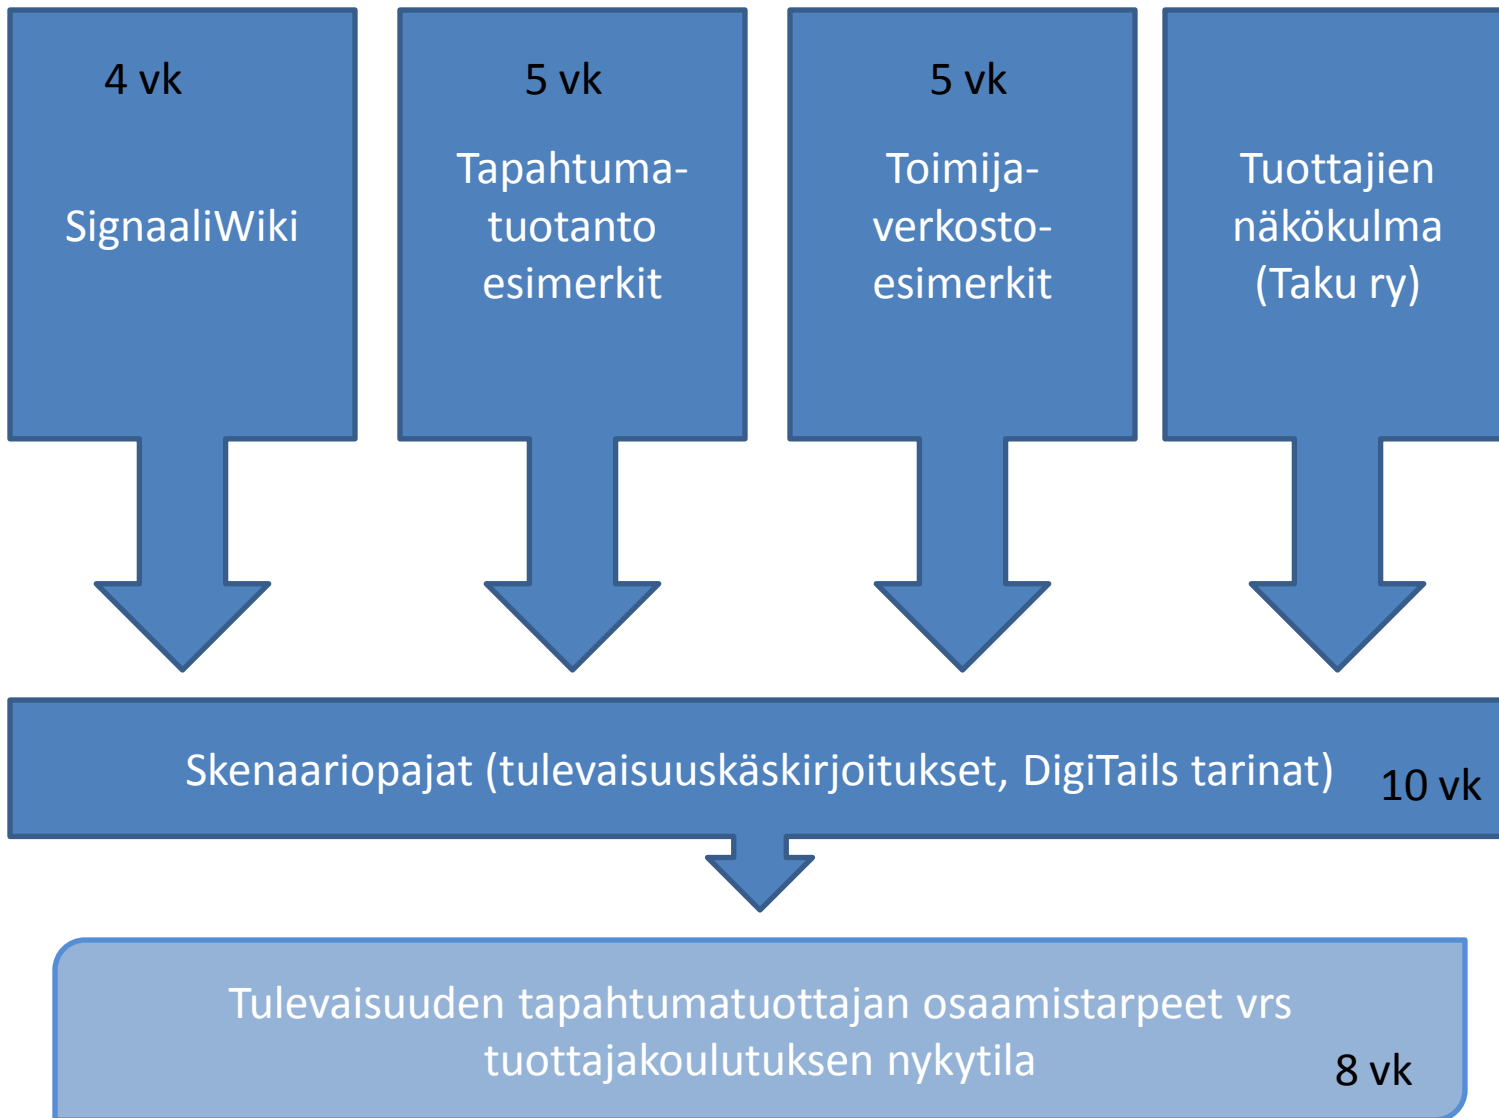 4 vk
SignaaliWiki
5 vk
Tapahtuma-
tuotanto
esimerkit
5 vk
Toimija-
verkosto-
esimerkit
Tuottajien
näkökulma
(Taku ry)
Skenaariopajat (tulevaisuuskäskirjoitukset, DigiTails tarinat)
10 vk
Tulevaisuuden tapahtumatuottajan osaamistarpeet vrs
tuottajakoulutuksen nykytila
8 vk